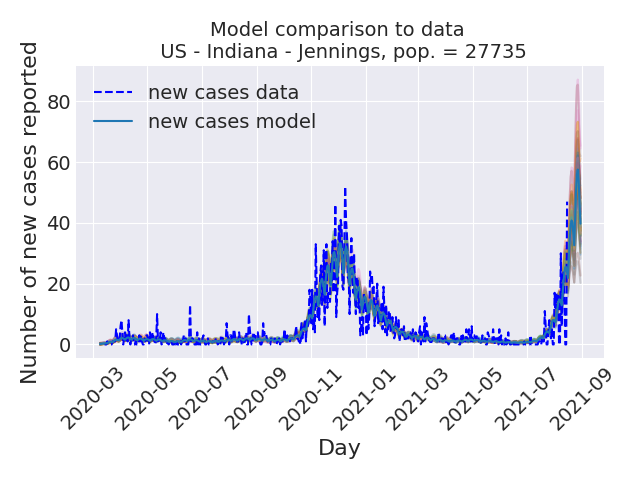 Model comparison to data
US - Indiana - Jennings, pop. = 27735
Number of new cases reported
80
60
40
20
0
new cases data
new cases model
2020-03
2020-05
2020-07
2020-09
2020-11
2021-01
2021-03
2021-05
2021-07
2021-09
Day